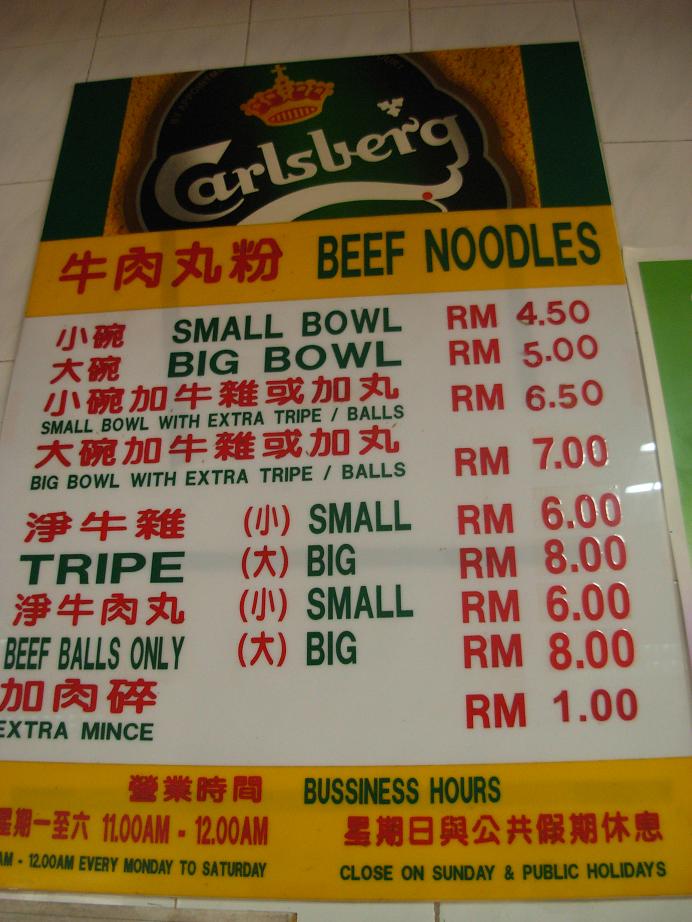 Carlsberg
牛肉丸粉 BEEF NOODLES
小碗 SMALL BOWL RM 4.50
大碗 BIG BOWL RM 5.00
小碗加牛雜或加丸 RM 6.50
SMALL BOWL WITH EXTRA TRIPE / BALLS
大碗加牛雜或加丸 RM 7.00
BIG BOWL WITH EXTRA TRIPE / BALLS
淨牛雜 (小) SMALL RM 6.00
TRIPE (大) BIG RM 8.00
淨牛肉丸 (小) SMALL RM 6.00
BEEF BALLS ONLY (大) BIG RM 8.00
加肉碎 RM 1.00
EXTRA MINCE
營業時間 BUSSINESS HOURS
星期一至六 11.00AM - 12.00AM 星期日與公共假期休息
AM - 12.00AM EVERY MONDAY TO SATURDAY CLOSE ON SUNDAY & PUBLIC HOLIDAYS